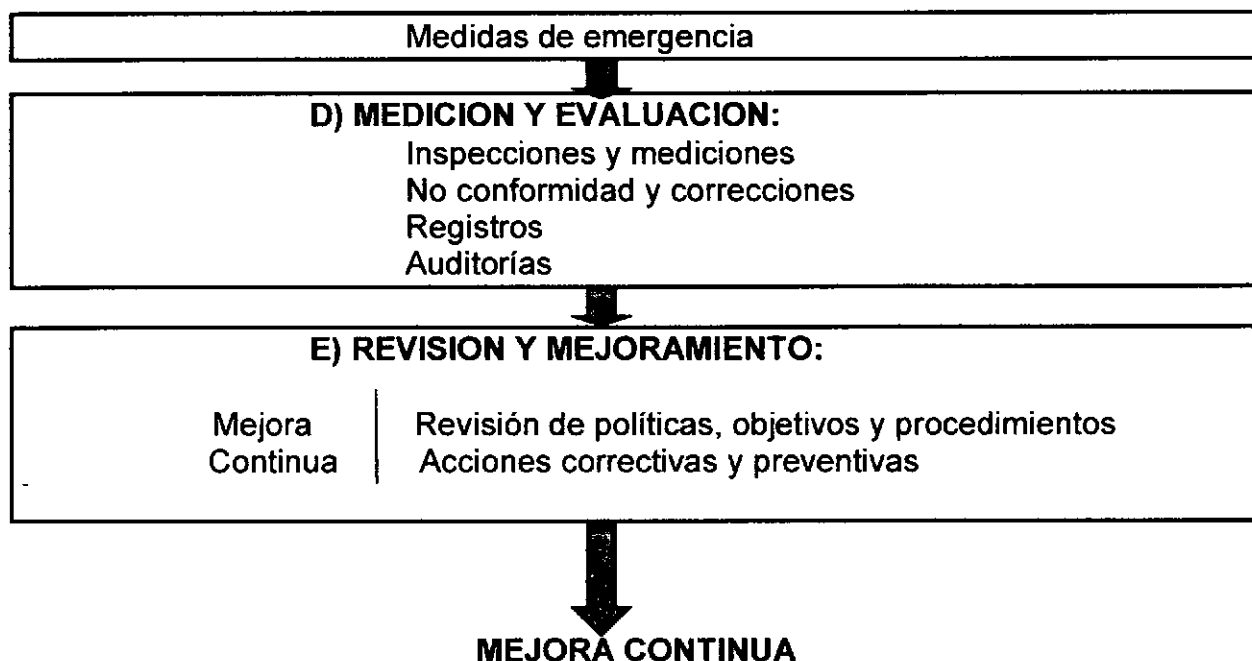 Medidas de emergencia
D) MEDICION Y EVALUACION:
Inspecciones y mediciones
No conformidad y correcciones
Registros
Auditorías
E) REVISION Y MEJORAMIENTO:
Mejora Revisión de políticas, objetivos y procedimientos
Continua Acciones correctivas y preventivas
MEJORA CONTINUA